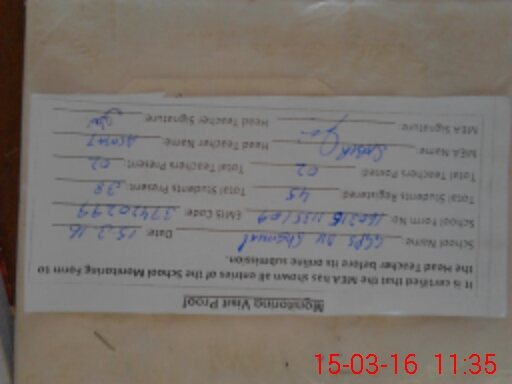 Monitoring Visit Proof
It is certified that the MEA has shown all entries of the School Monitoring Form to
the Head Teacher before its online submission.
School Name: GGPS Date: 15.3.16
School Form No: EMIS Code: 37420299
Total Students Registered: 45 Total Students Present: 38
Total Teachers Posted: 02 Total Teachers Present: 02
MEA Name: Head Teacher Name:
MEA Signature: Head Teacher Signature:
15-03-16 11:35